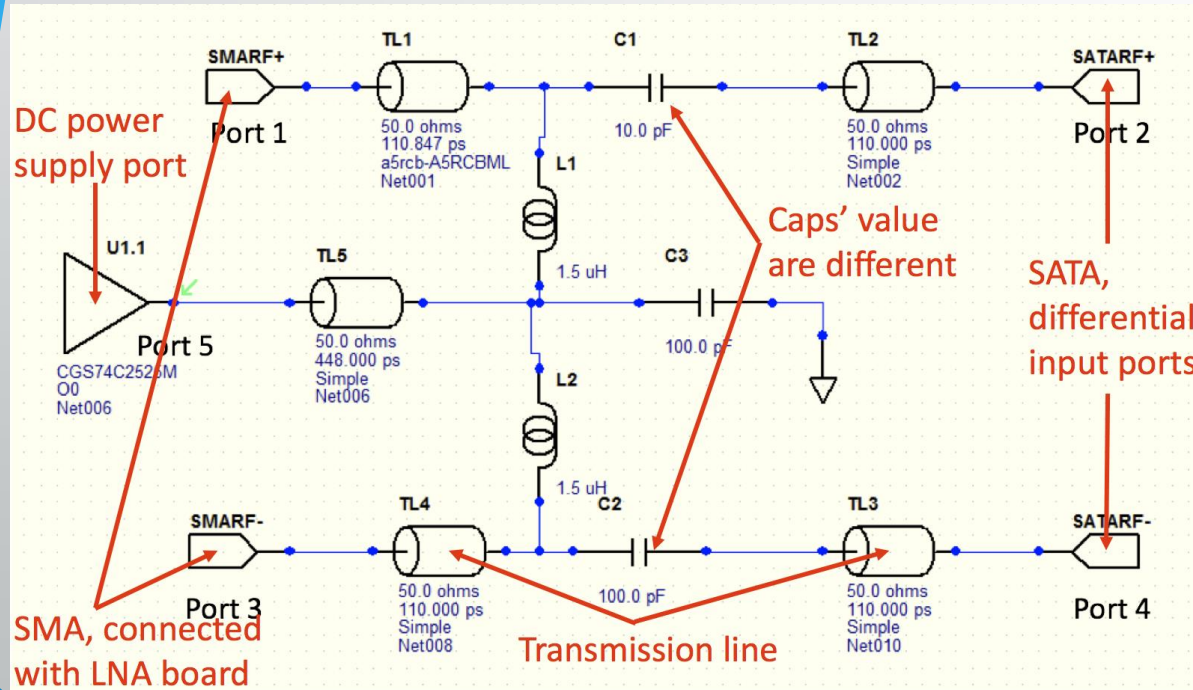 TL1
C1
TL2
SMARF+
SATARF+
DC power
supply port
Port 1
Port 2
50.0 ohms
110.847 ps
a5rcb-A5RCBML
Net001
10.0 pF
50.0 ohms
110.000 ps
Simple
Net002
L1
1.5 uH
Caps' value
are different
U1.1
TL5
C3
SATA,
differential
input ports
Port 5
CGS74C2525M
O0
Net006
50.0 ohms
448.000 ps
Simple
Net006
100.0 pF
L2
1.5 uH
TL4
C2
TL3
SMARF-
SATARF-
Port 3
Port 4
50.0 ohms
110.000 ps
Simple
Net008
100.0 pF
50.0 ohms
110.000 ps
Simple
Net010
SMA, connected
with LNA board
Transmission line